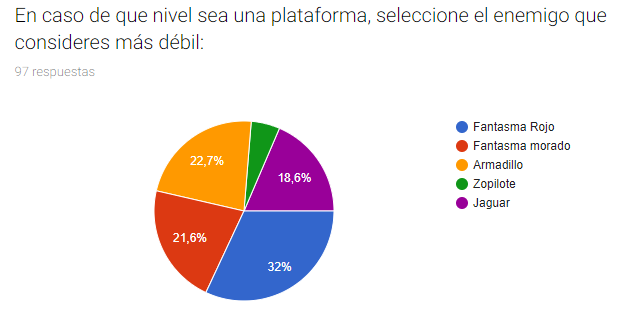 En caso de que nivel sea una plataforma, seleccione el enemigo que
consideres más débil:
97 respuestas
Fantasma Rojo
Fantasma morado
Armadillo
Zopilote
Jaguar
22,7%
18,6%
21,6%
32%